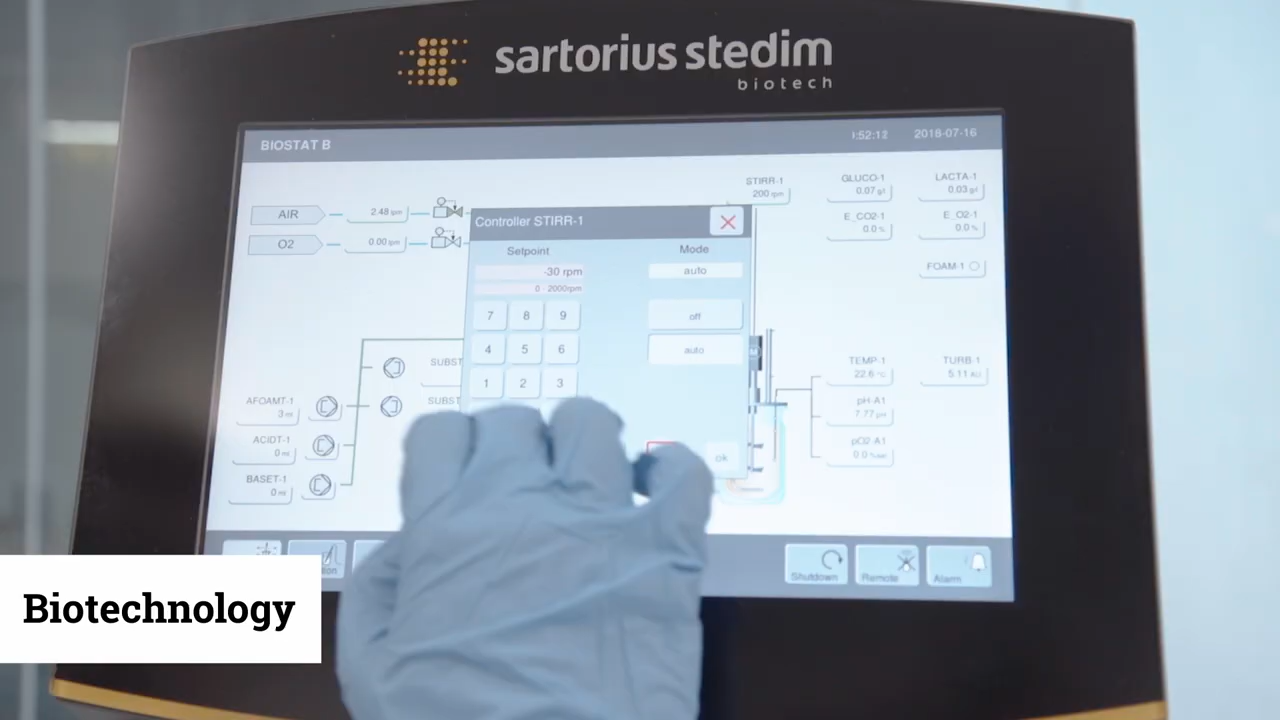 sartorius stedim
biotech
BIOSTAT B
1:52:12 2018-07-16
STIRR-1
200 rpm
GLUCO-1
0.07 g/l
LACTA-1
0.03 g/l
AIR
2.48 lpm
E_CO2-1
0.0 %
E_O2-1
0.0 %
O2
0.00 lpm
FOAM-1
Controller STIRR-1
Setpoint
Mode
-30 rpm
auto
0 - 2000rpm
7 8 9
off
4 5 6
auto
1 2 3
ok
SUBST
SUBST
AFOAMT-1
3 ml
ACIDT-1
0 ml
BASET-1
0 ml
TEMP-1
22.6 °C
TURB-1
5.11 AU
pH-A1
7.77 pH
pO2-A1
0.0
Shutdown
Remote
Alarm
Biotechnology